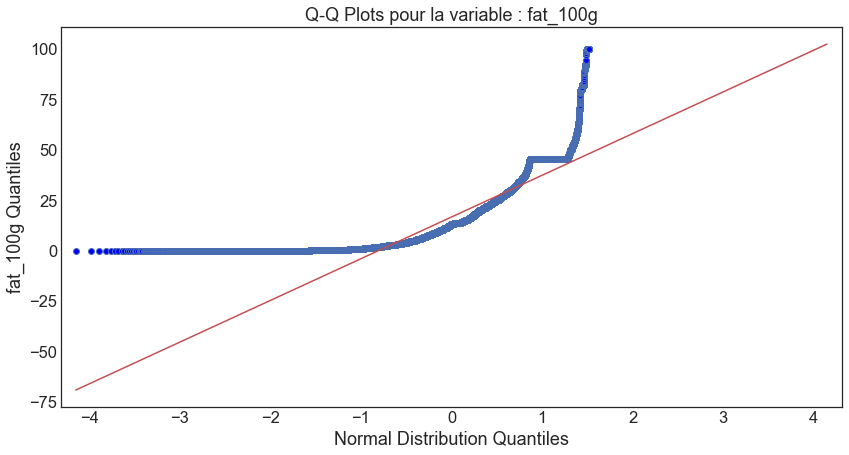 Q-Q Plots pour la variable : fat_100g
fat_100g Quantiles
100
75
50
25
0
−25
−50
−75
−4 −3 −2 −1 0 1 2 3 4
Normal Distribution Quantiles